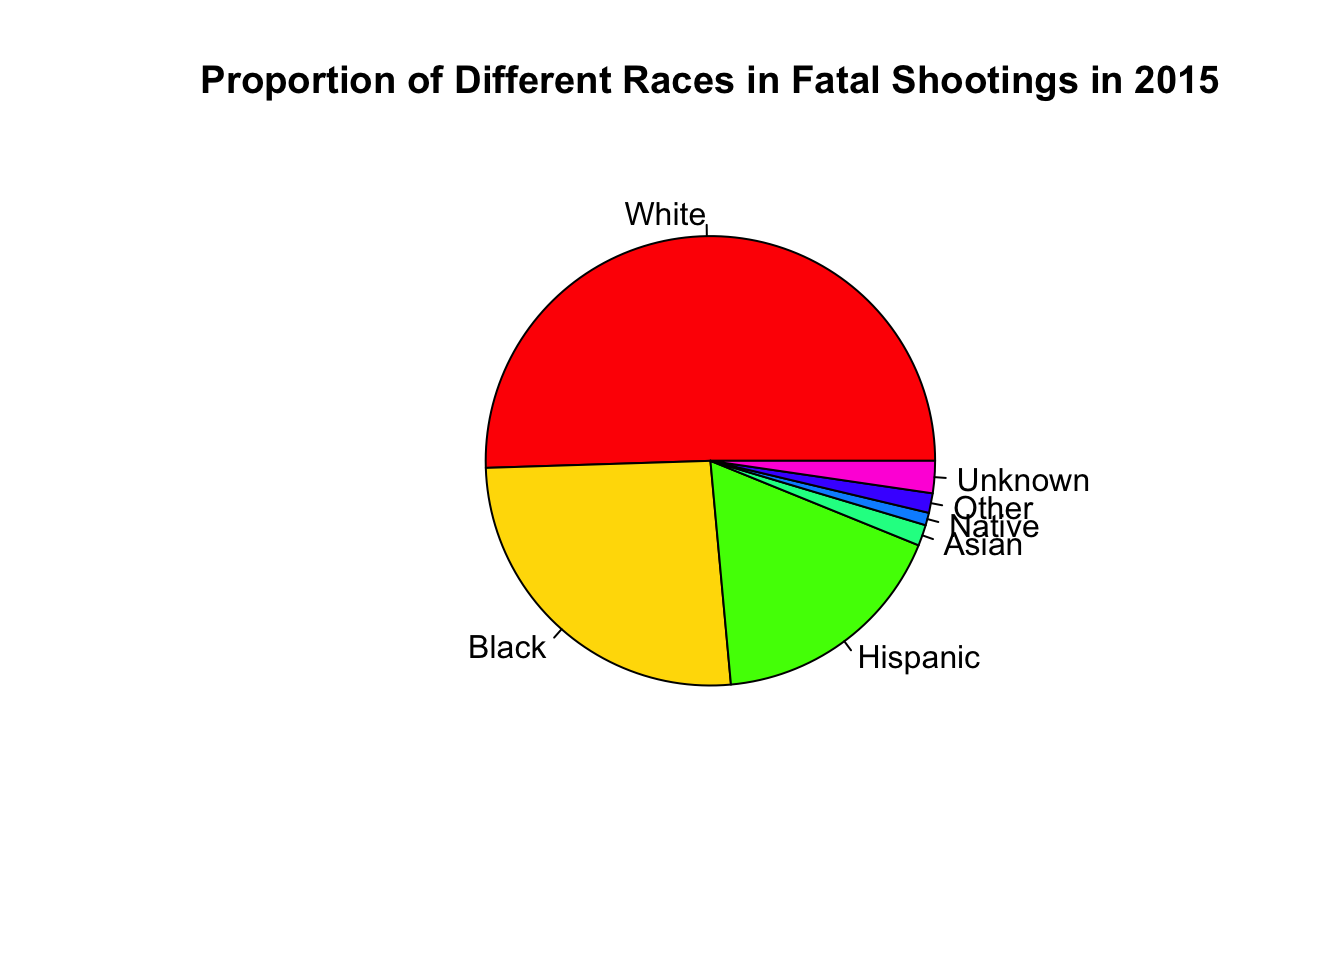 Proportion of Different Races in Fatal Shootings in 2015
White
Unknown
Other
Native
Asian
Black
Hispanic